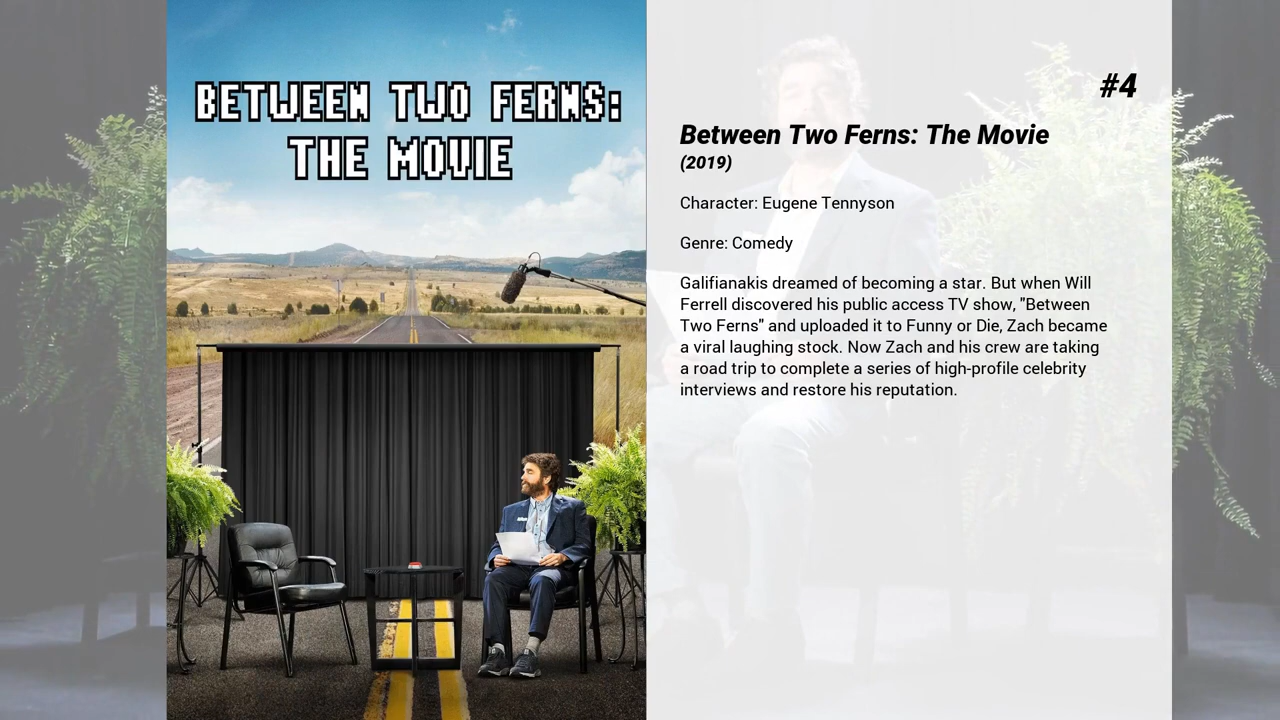 BETWEEN TWO FERNS:
THE MOVIE
#4
Between Two Ferns: The Movie
(2019)
Character: Eugene Tennyson
Genre: Comedy
Galifianakis dreamed of becoming a star. But when Will
Ferrell discovered his public access TV show, "Between
Two Ferns" and uploaded it to Funny or Die, Zach became
a viral laughing stock. Now Zach and his crew are taking
a road trip to complete a series of high-profile celebrity
interviews and restore his reputation.